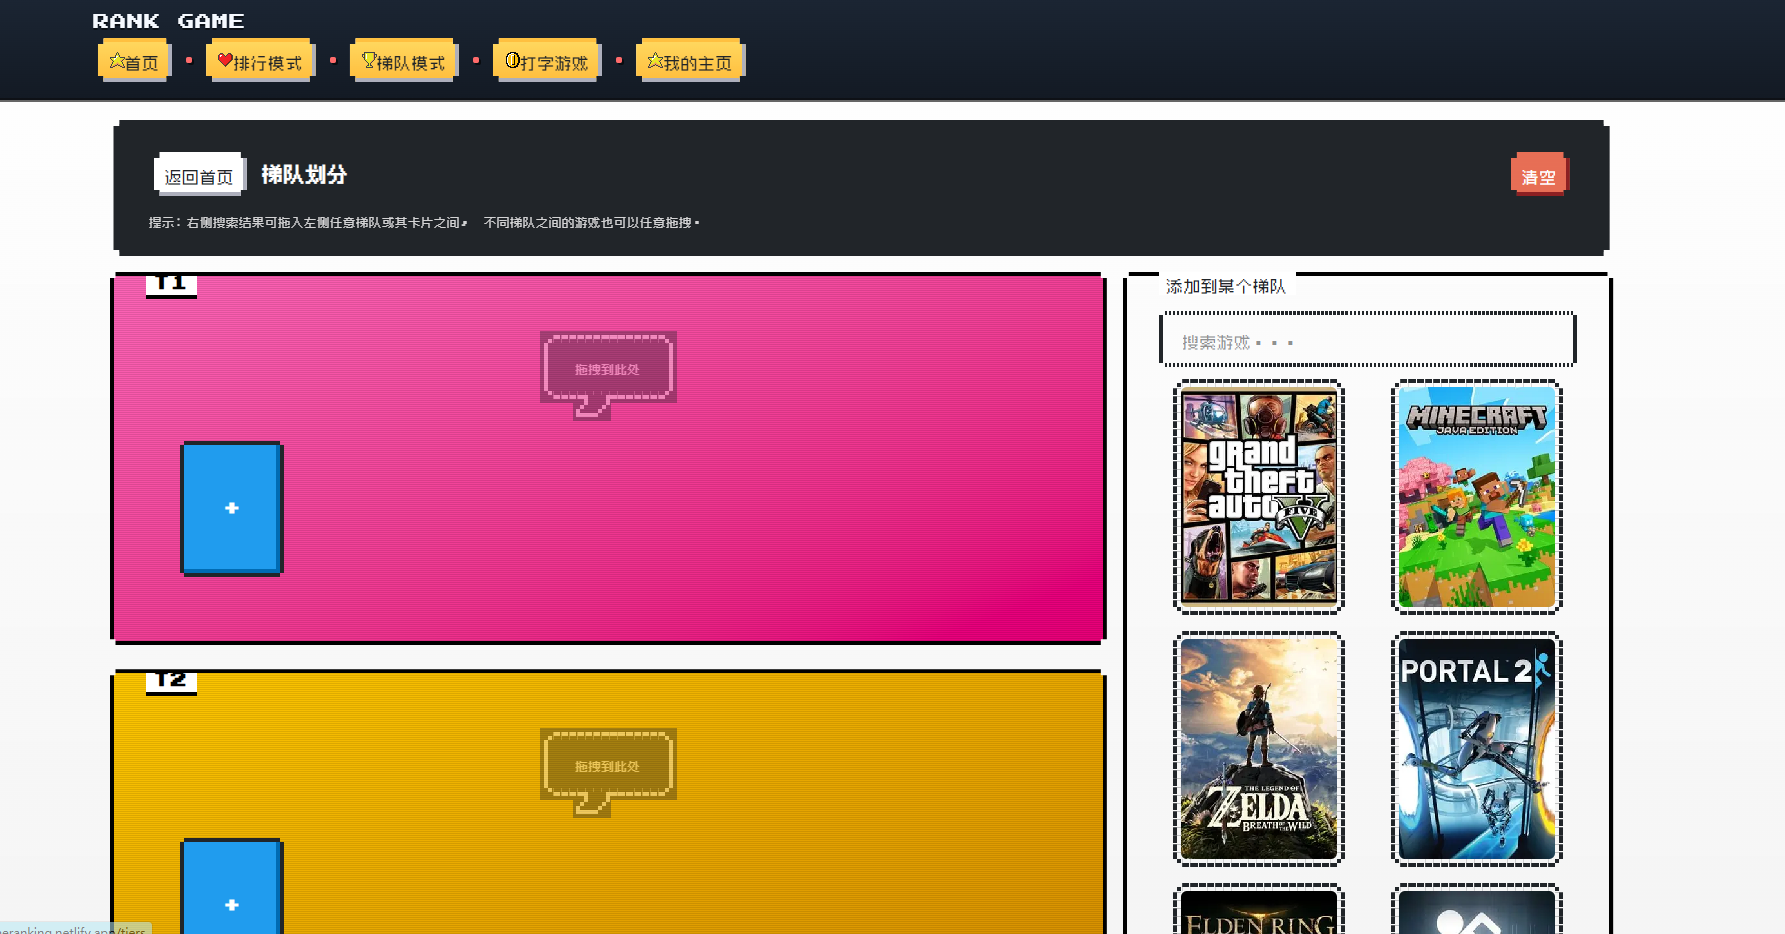 RANK GAME
首页
排行模式
梯队模式
打字游戏
我的主页
返回首页
梯队划分
清空
提示：右侧搜索结果可拖入左侧任意梯队或其卡片之间， 不同梯队之间的游戏也可以任意拖拽。
T1
拖拽到此处
+
T2
拖拽到此处
+
添加到某个梯队
搜索游戏...
grand
theft
auto
FIVE
MINECRAFT
JAVA EDITION
THE LEGEND OF
ZELDA
BREATH OF THE WILD
PORTAL 2
ELDEN RING
eranking.netlify.app/tiers